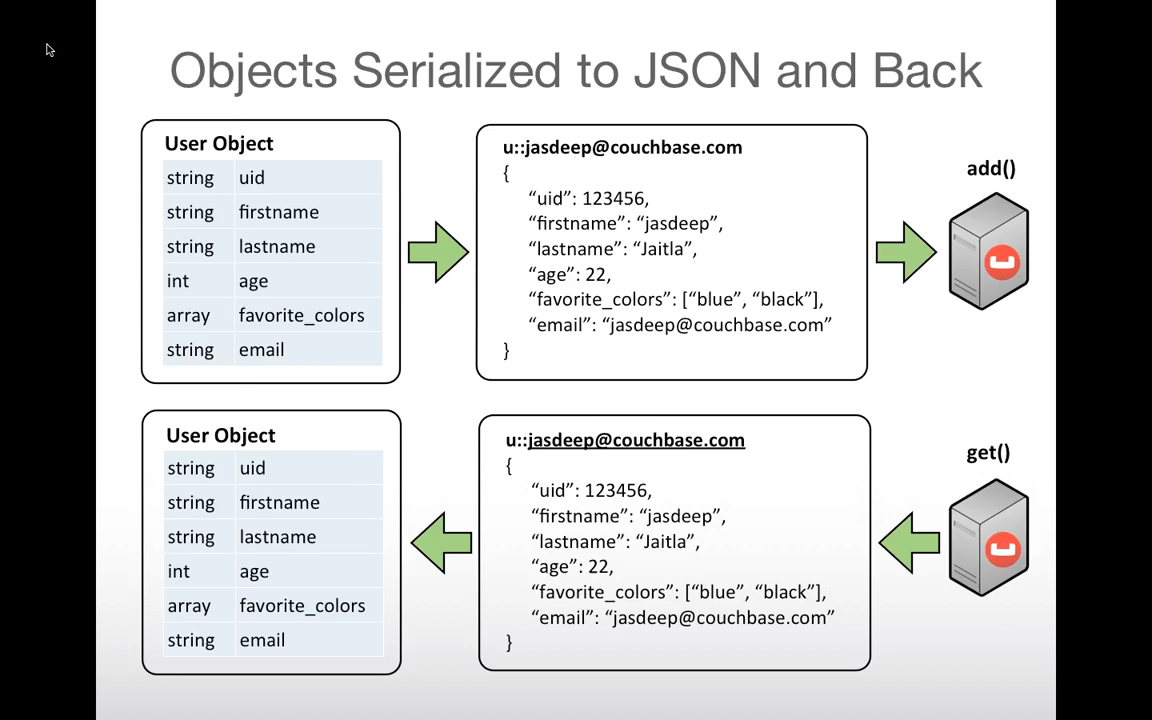 Objects Serialized to JSON and Back
User Object
string uid
string firstname
string lastname
int age
array favorite_colors
string email
u::jasdeep@couchbase.com
{
“uid”: 123456,
“firstname”: “jasdeep”,
“lastname”: “Jaitla”,
“age”: 22,
“favorite_colors”: [“blue”, “black”],
“email”: “jasdeep@couchbase.com”
}
add()
User Object
string uid
string firstname
string lastname
int age
array favorite_colors
string email
u::jasdeep@couchbase.com
{
“uid”: 123456,
“firstname”: “jasdeep”,
“lastname”: “Jaitla”,
“age”: 22,
“favorite_colors”: [“blue”, “black”],
“email”: “jasdeep@couchbase.com”
}
get()